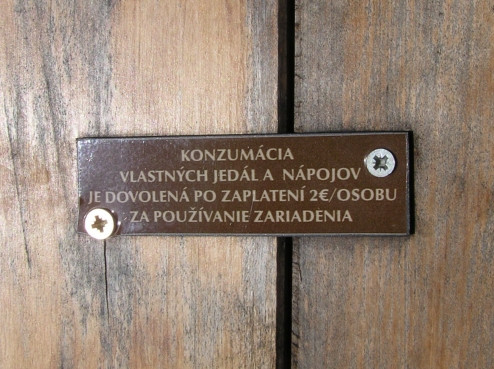 KONZUMÁCIA
VLASTNÝCH JEDÁL A NÁPOJOV
JE DOVOLENÁ PO ZAPLATENÍ 2€/OSOBU
ZA POUŽÍVANIE ZARIADENIA